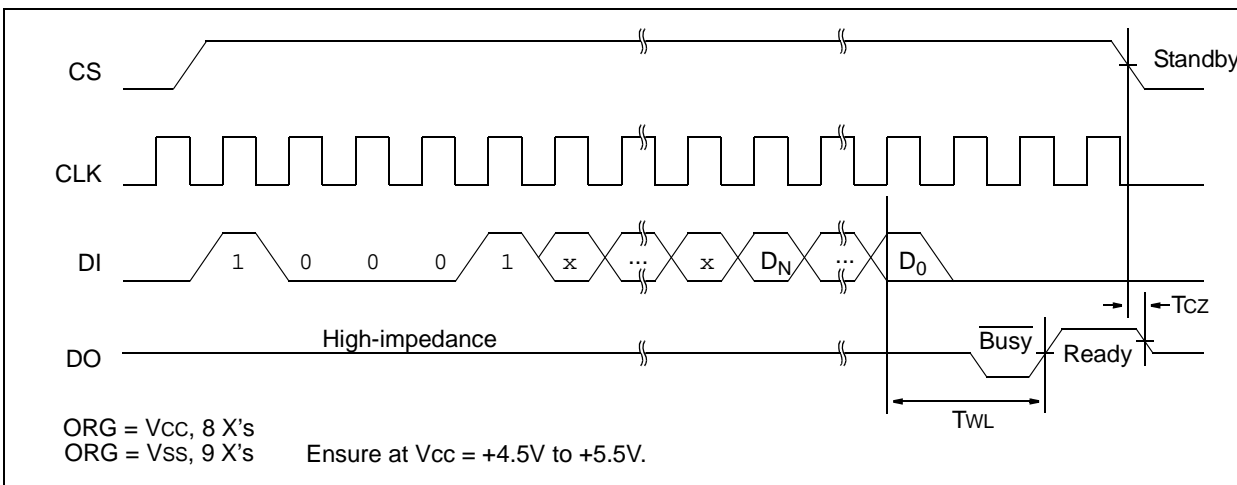 CS
Standby
CLK
DI
1 0 0 0 1 x ... x DN ... D0
TCZ
High-impedance
Busy
Ready
DO
TWL
ORG = VCC, 8 X's
ORG = VSS, 9 X's
Ensure at Vcc = +4.5V to +5.5V.